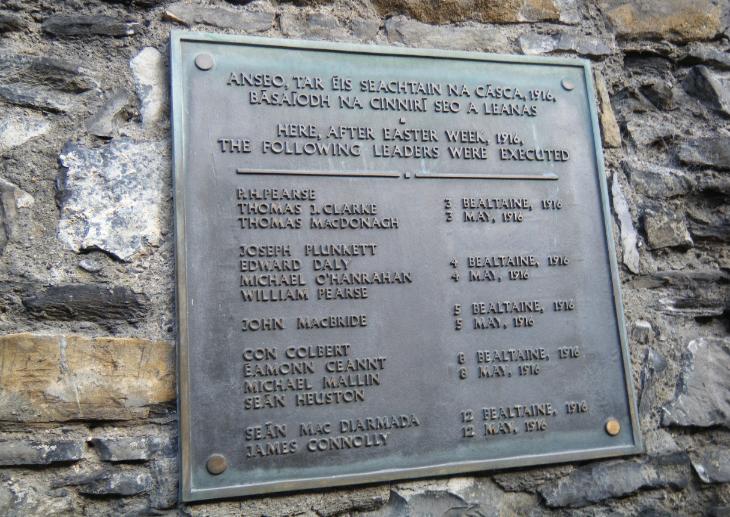 ANSEO, TAR ÉIS SEACHTAIN NA CÁSCA, 1916,
BÁSAÍODH NA CINNIRÍ SEO A LEANAS
HERE, AFTER EASTER WEEK, 1916,
THE FOLLOWING LEADERS WERE EXECUTED
P.H. PEARSE
THOMAS J. CLARKE 3 BEALTAINE, 1916
THOMAS MACDONAGH 3 MAY, 1916
JOSEPH PLUNKETT
EDWARD DALY 4 BEALTAINE, 1916
MICHAEL O'HANRAHAN 4 MAY, 1916
WILLIAM PEARSE
5 BEALTAINE, 1916
JOHN MACBRIDE 5 MAY, 1916
CON COLBERT
ÉAMONN CEANNT 8 BEALTAINE, 1916
MICHAEL MALLIN 8 MAY, 1916
SEÁN HEUSTON
SEÁN MAC DIARMADA 12 BEALTAINE, 1916
JAMES CONNOLLY 12 MAY, 1916